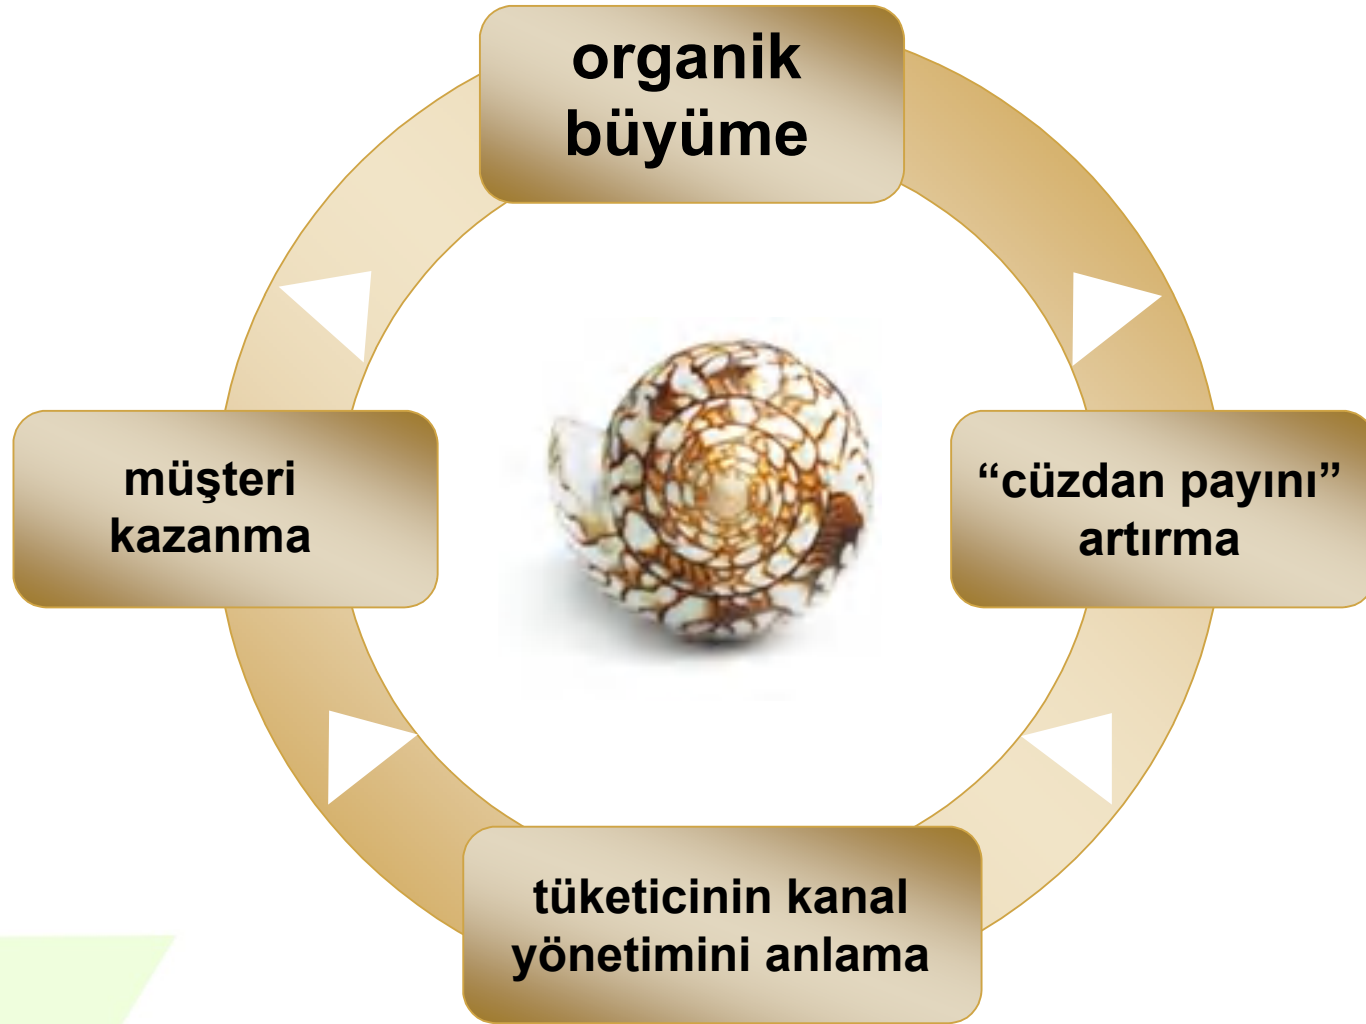 organik
büyüme
müşteri
kazanma
“cüzdan payını”
artırma
tüketicinin kanal
yönetimini anlama